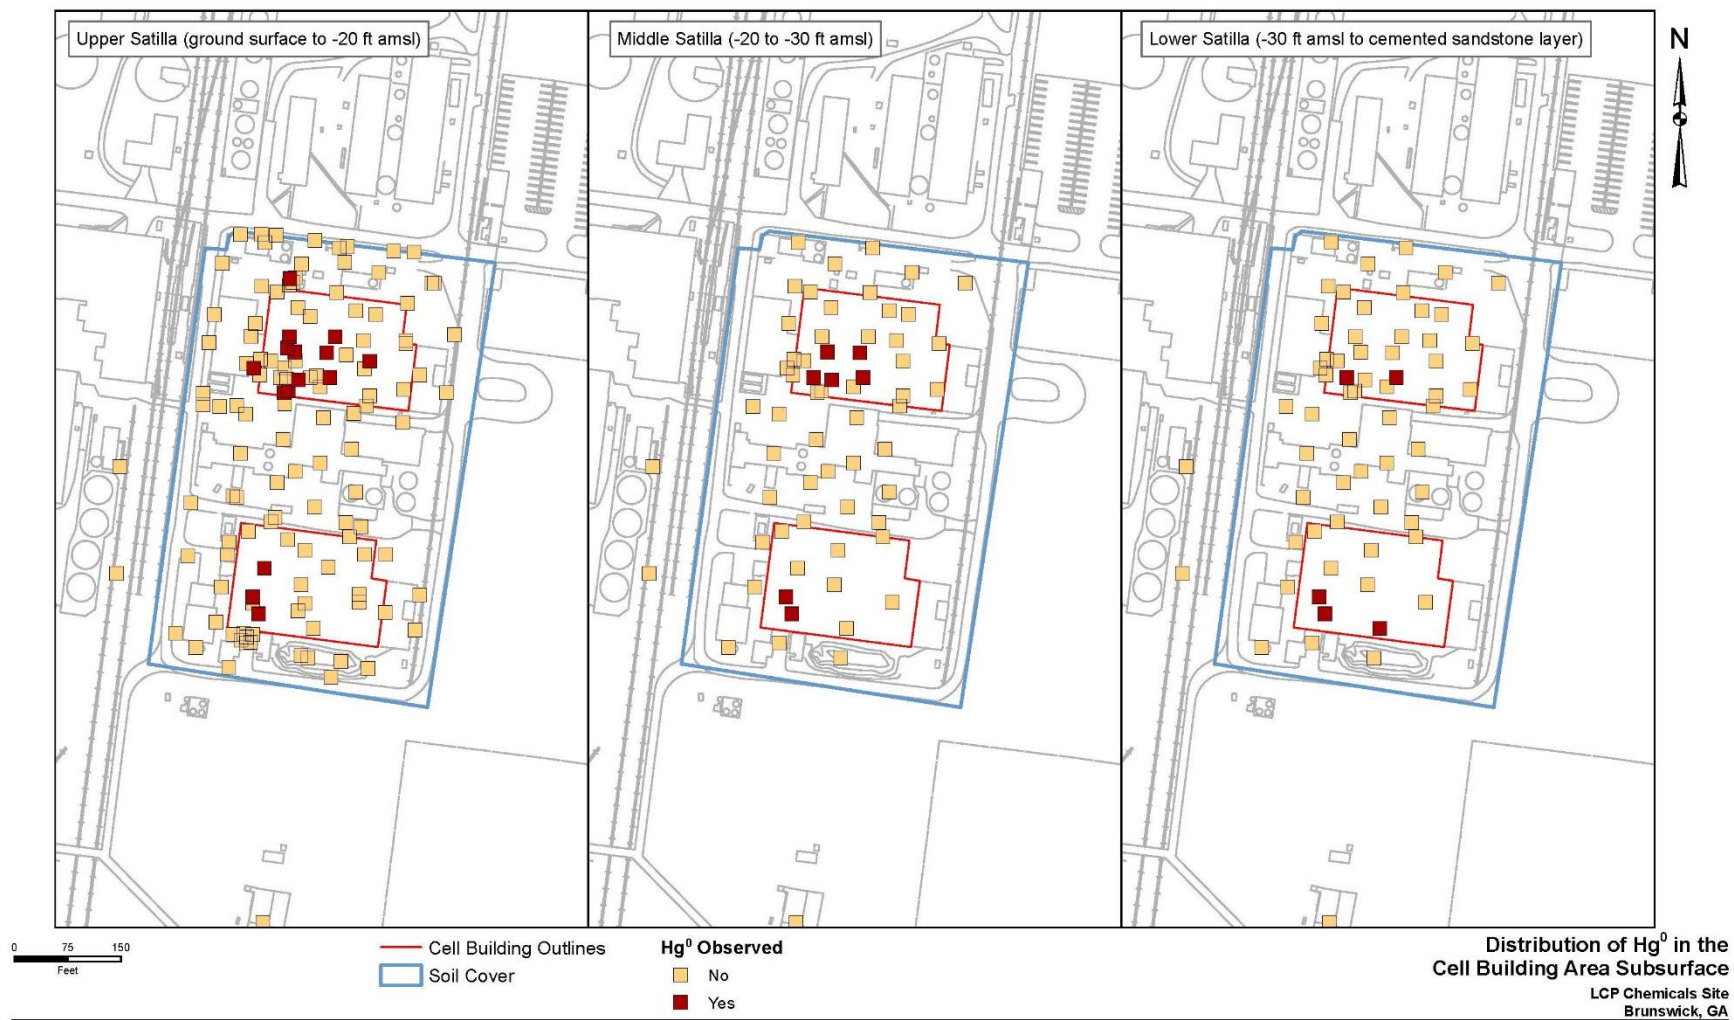 Upper Satilla (ground surface to -20 ft amsl)
Middle Satilla (-20 to -30 ft amsl)
Lower Satilla (-30 ft amsl to cemented sandstone layer)
N
0 75 150
Feet
Cell Building Outlines
Soil Cover
Hg⁰ Observed
No
Yes
Distribution of Hg⁰ in the
Cell Building Area Subsurface
LCP Chemicals Site
Brunswick, GA